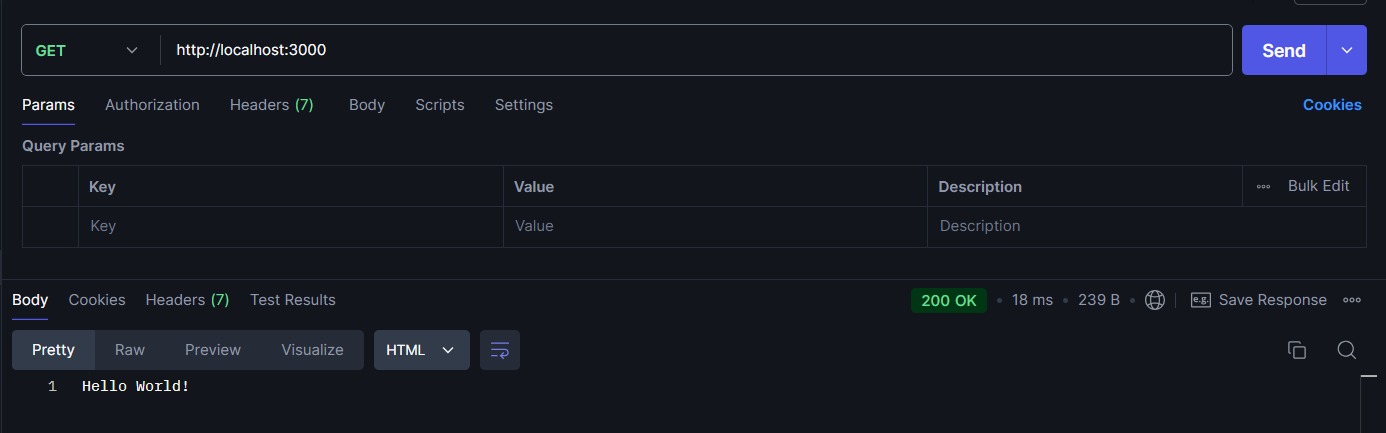 GET http://localhost:3000 Send
Params Authorization Headers (7) Body Scripts Settings Cookies
Query Params
Key Value Description Bulk Edit
Key Value Description
Body Cookies Headers (7) Test Results 200 OK 18 ms 239 B e.g. Save Response
Pretty Raw Preview Visualize HTML
1 Hello World!